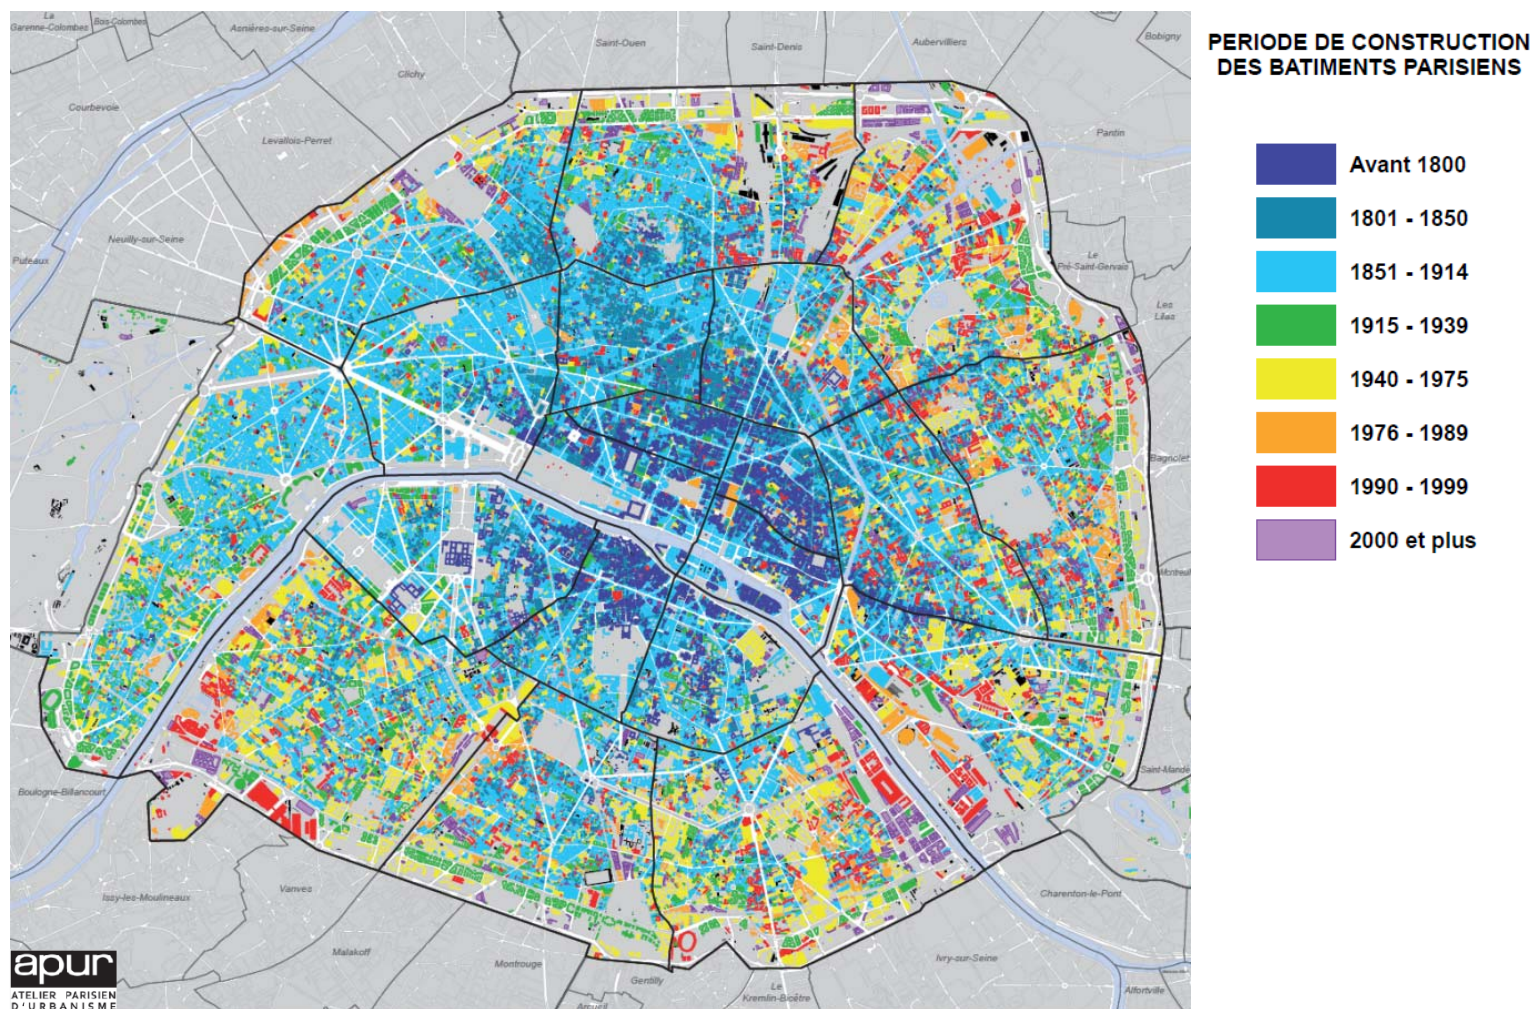 PERIODE DE CONSTRUCTION
DES BATIMENTS PARISIENS
Avant 1800
1801 - 1850
1851 - 1914
1915 - 1939
1940 - 1975
1976 - 1989
1990 - 1999
2000 et plus
La
Garenne-Colombes
Bois-Colombes
Asnières-sur-Seine
Saint-Ouen
Saint-Denis
Aubervilliers
Bobigny
Clichy
Courbevoie
Levallois-Perret
Pantin
Neuilly-sur-Seine
Puteaux
Le
Pré-Saint-Gervais
Les
Lilas
Bagnolet
Montreuil
Saint-Mandé
Boulogne-Billancourt
Issy-les-Moulineaux
Vanves
Malakoff
Montrouge
Gentilly
Arcueil
Le
Kremlin-Bicêtre
Ivry-sur-Seine
Charenton-le-Pont
Alfortville
apur
ATELIER PARISIEN
D'URBANISME